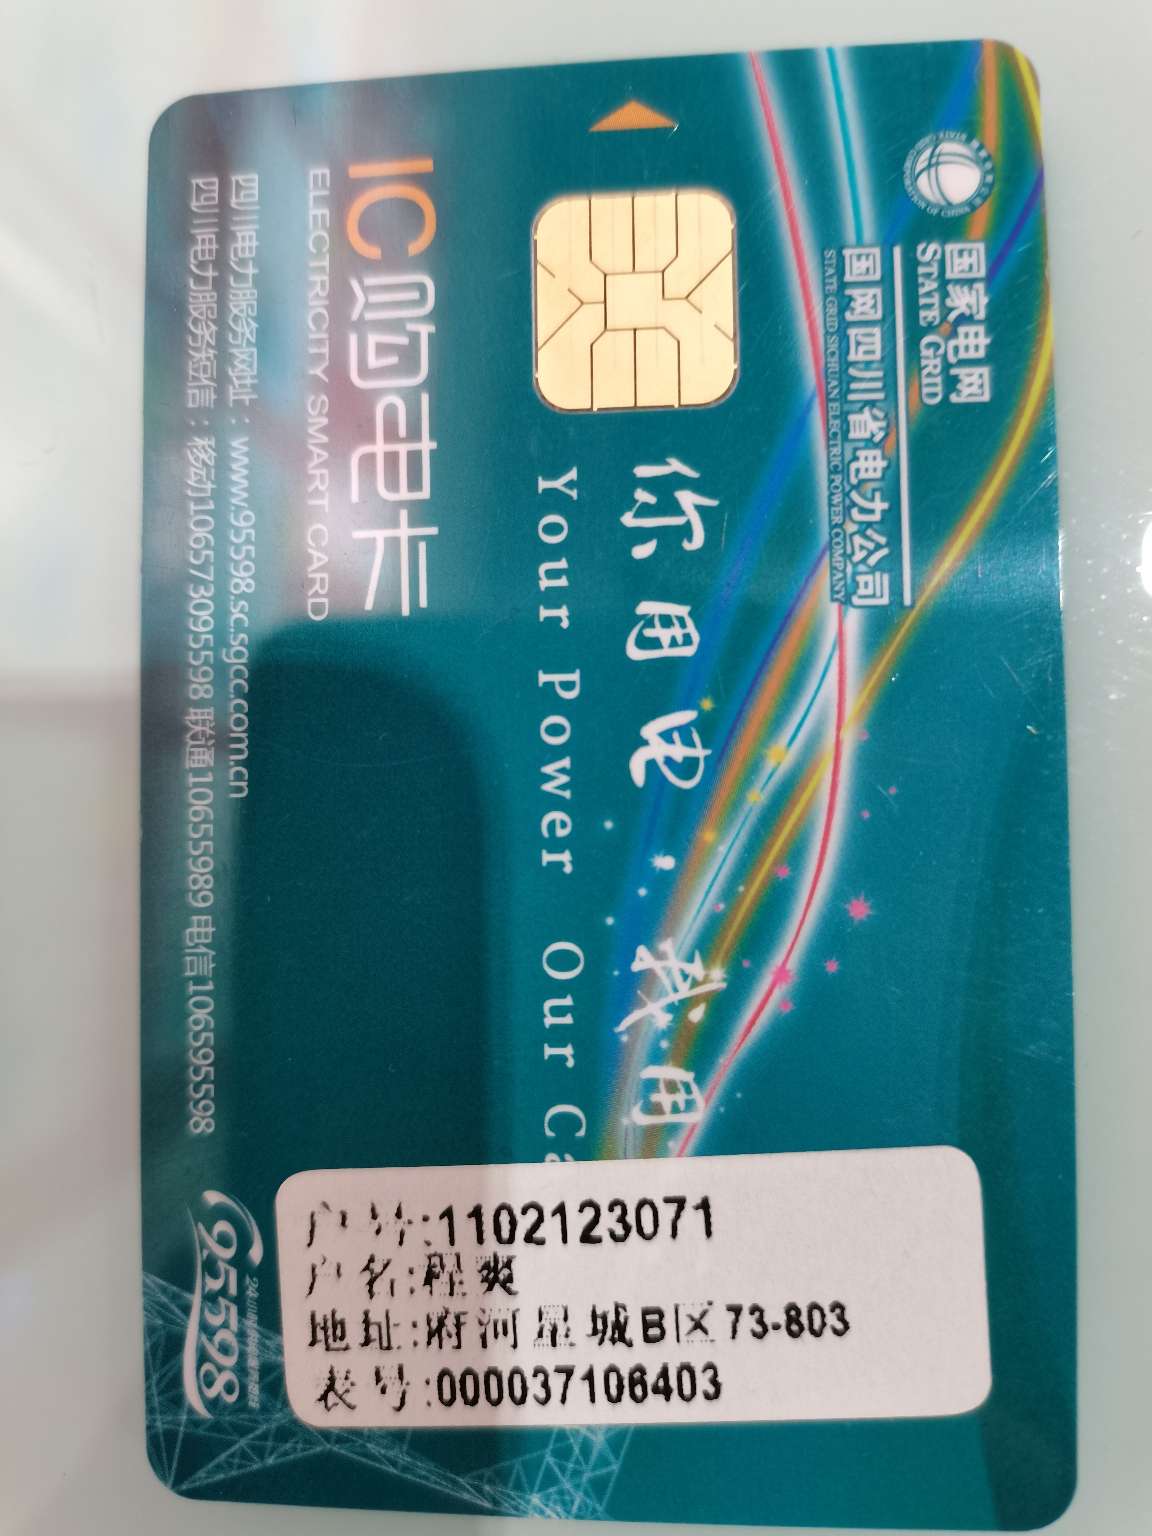 国家电网
STATE GRID
国网四川省电力公司
STATE GRID SICHUAN ELECTRIC POWER COMPANY
你用电 我用
Your Power Our Ca
IC购电卡
ELECTRICITY SMART CARD
四川电力服务网址：www.95598.sc.sgcc.com.cn
四川电力服务短信：移动106573095598 联通10655989 电信106595598
95598
户号:1102123071
户名:程爽
地址:府河星城B区73-803
表号:000037106403